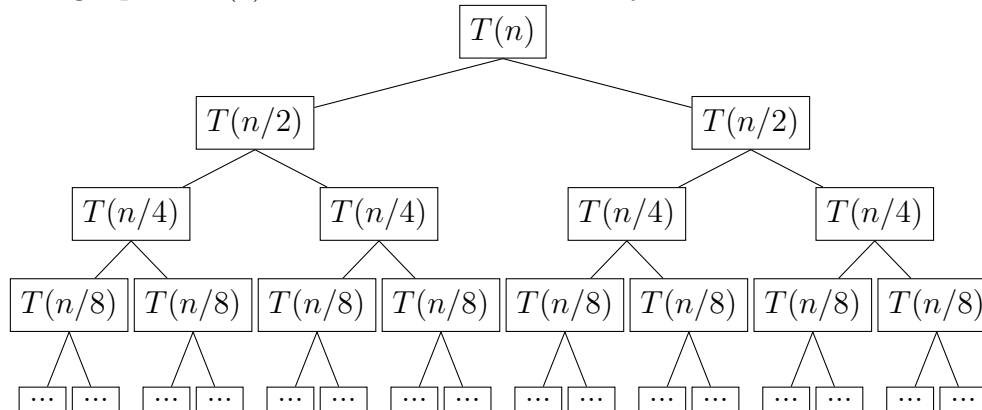 T(n)
T(n/2) T(n/2)
T(n/4) T(n/4) T(n/4) T(n/4)
T(n/8) T(n/8) T(n/8) T(n/8) T(n/8) T(n/8) T(n/8) T(n/8)
... ... ... ... ... ... ... ... ... ... ... ... ... ... ... ...